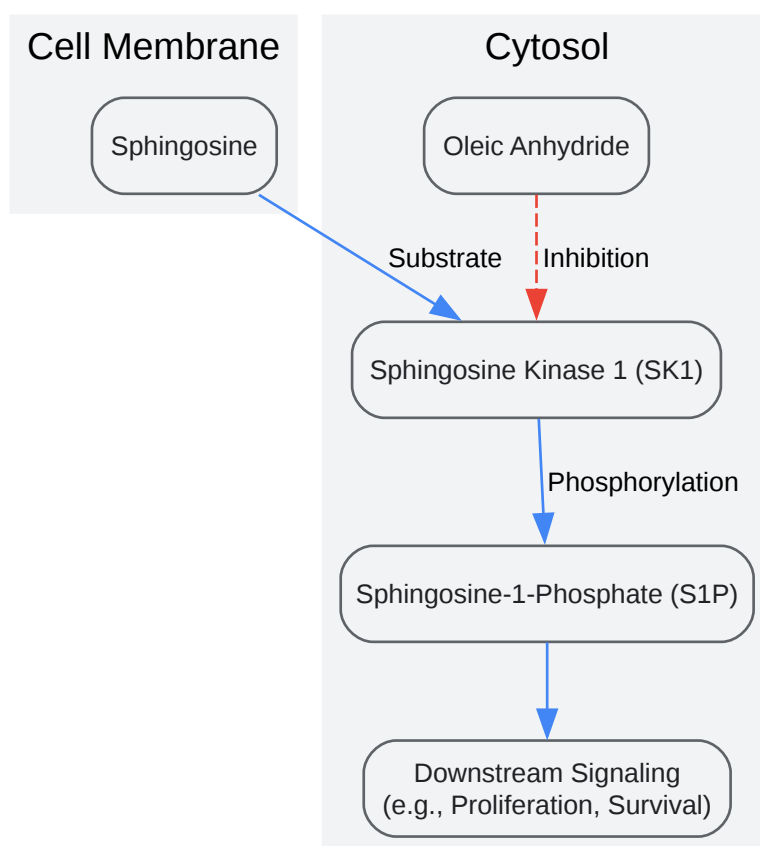 Cell Membrane
Cytosol
Sphingosine
Oleic Anhydride
Substrate
Inhibition
Sphingosine Kinase 1 (SK1)
Phosphorylation
Sphingosine-1-Phosphate (S1P)
Downstream Signaling
(e.g., Proliferation, Survival)